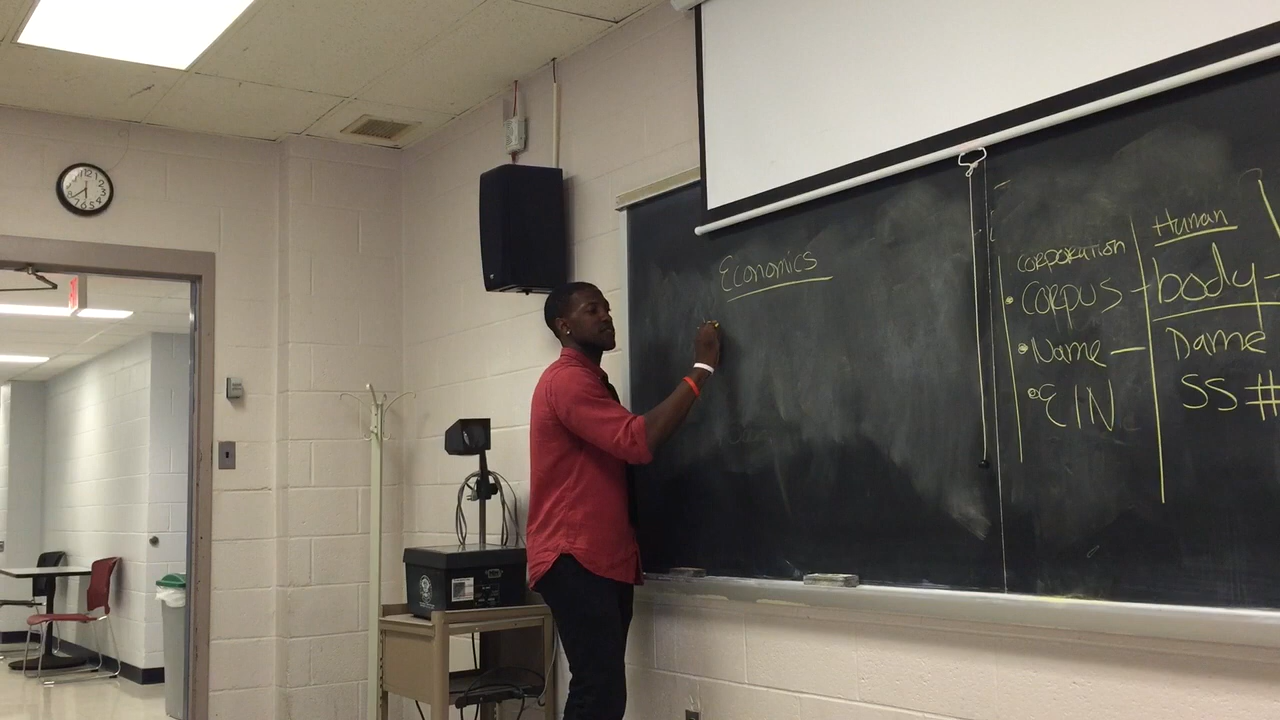 Economics
corporation
Human
• Corpus - body -
• Name — Dame
• EIN
SS #